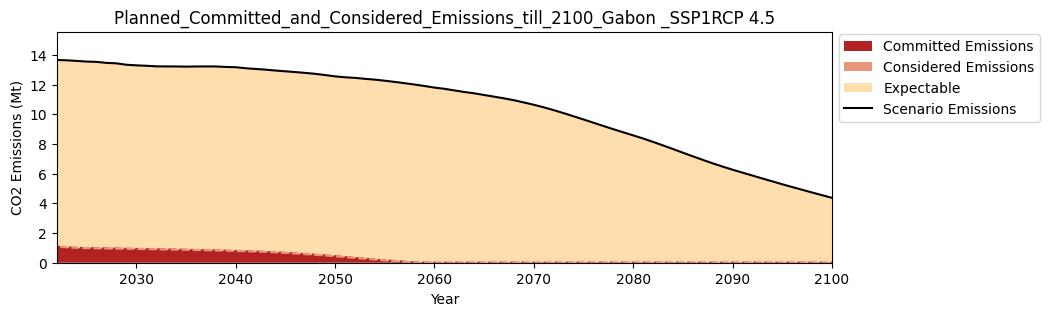 Planned_Committed_and_Considered_Emissions_till_2100_Gabon _SSP1RCP 4.5
Committed Emissions
Considered Emissions
Expectable
Scenario Emissions
CO2 Emissions (Mt)
14
12
10
8
6
4
2
0
2030 2040 2050 2060 2070 2080 2090 2100
Year